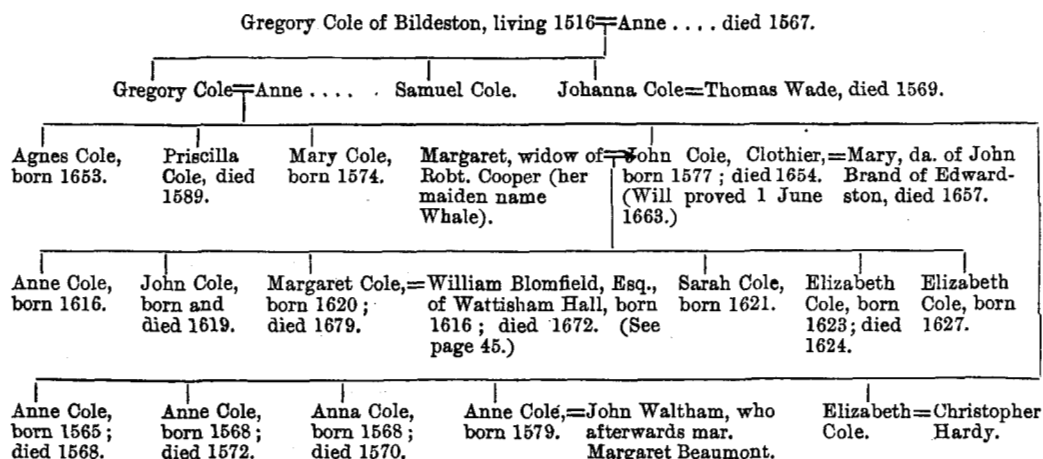 Gregory Cole of Bildeston, living 1516=Anne .... died 1567.
Gregory Cole=Anne .... Samuel Cole. Johanna Cole=Thomas Wade, died 1569.
Agnes Cole,
born 1653.
Priscilla
Cole, died
1589.
Mary Cole,
born 1574.
Margaret, widow of
Robt. Cooper (her
maiden name
Whale).
=John Cole, Clothier,
born 1577 ; died 1654.
(Will proved 1 June
1663.)
=Mary, da. of John
Brand of Edward-
ston, died 1657.
Anne Cole,
born 1616.
John Cole,
born and
died 1619.
Margaret Cole,
born 1620 ;
died 1679.
=William Blomfield, Esq.,
of Wattisham Hall, born
1616 ; died 1672. (See
page 45.)
Sarah Cole,
born 1621.
Elizabeth
Cole, born
1623 ; died
1624.
Elizabeth
Cole, born
1627.
Anne Cole,
born 1565 ;
died 1568.
Anne Cole,
born 1568 ;
died 1572.
Anna Cole,
born 1568 ;
died 1570.
Anne Cole,
born 1579.
=John Waltham, who
afterwards mar.
Margaret Beaumont.
Elizabeth
Cole.
=Christopher
Hardy.